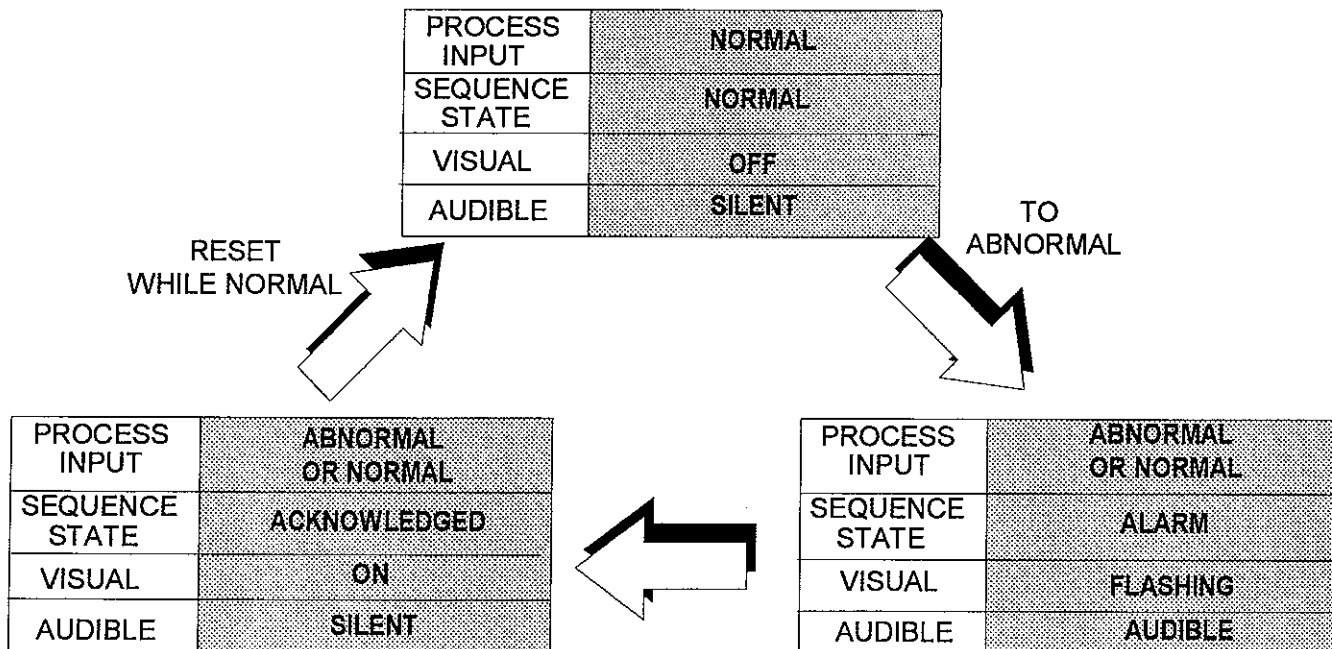 PROCESS INPUT NORMAL
SEQUENCE STATE NORMAL
VISUAL OFF
AUDIBLE SILENT
TO
ABNORMAL
RESET
WHILE NORMAL
PROCESS INPUT ABNORMAL OR NORMAL
SEQUENCE STATE ACKNOWLEDGED
VISUAL ON
AUDIBLE SILENT
PROCESS INPUT ABNORMAL OR NORMAL
SEQUENCE STATE ALARM
VISUAL FLASHING
AUDIBLE AUDIBLE